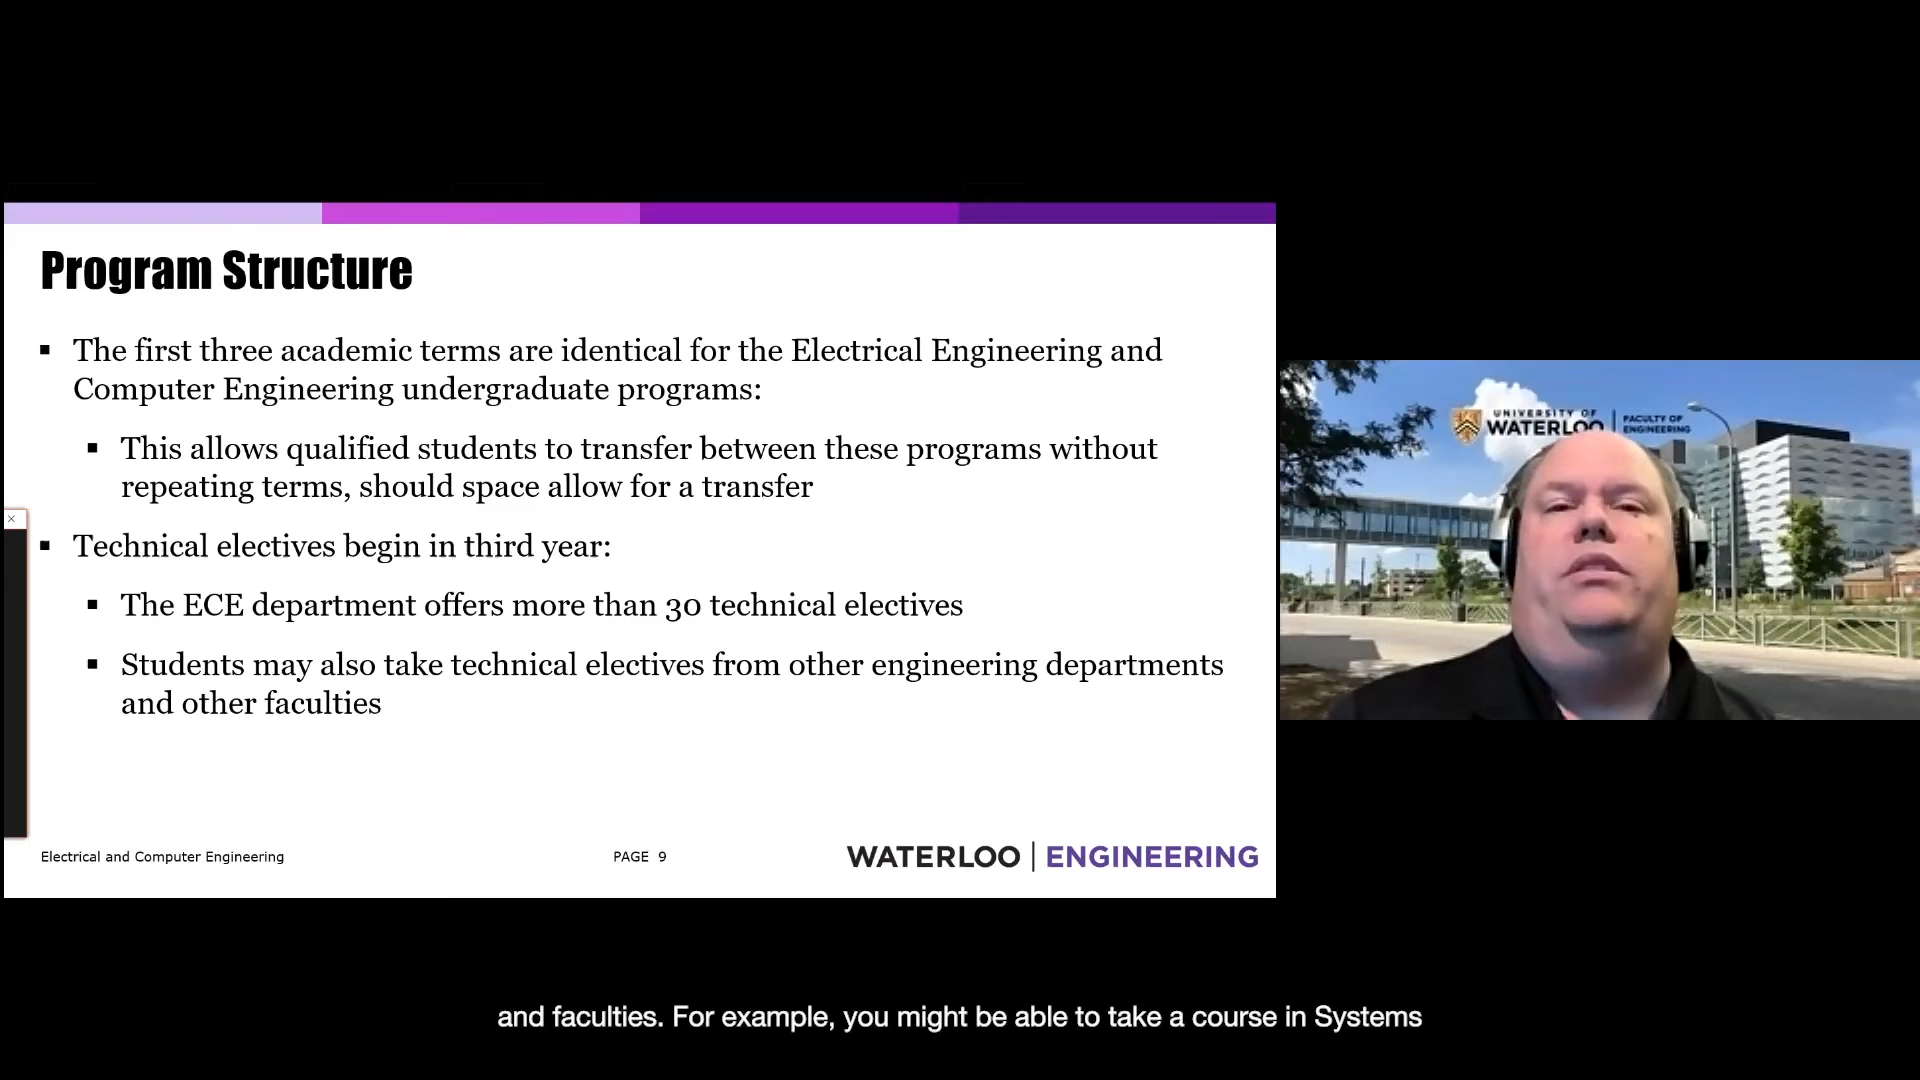 Program Structure
▪ The first three academic terms are identical for the Electrical Engineering and
Computer Engineering undergraduate programs:
▪ This allows qualified students to transfer between these programs without
repeating terms, should space allow for a transfer
▪ Technical electives begin in third year:
▪ The ECE department offers more than 30 technical electives
▪ Students may also take technical electives from other engineering departments
and other faculties
Electrical and Computer Engineering
PAGE 9
WATERLOO | ENGINEERING
UNIVERSITY OF
WATERLOO
FACULTY OF
ENGINEERING
and faculties. For example, you might be able to take a course in Systems